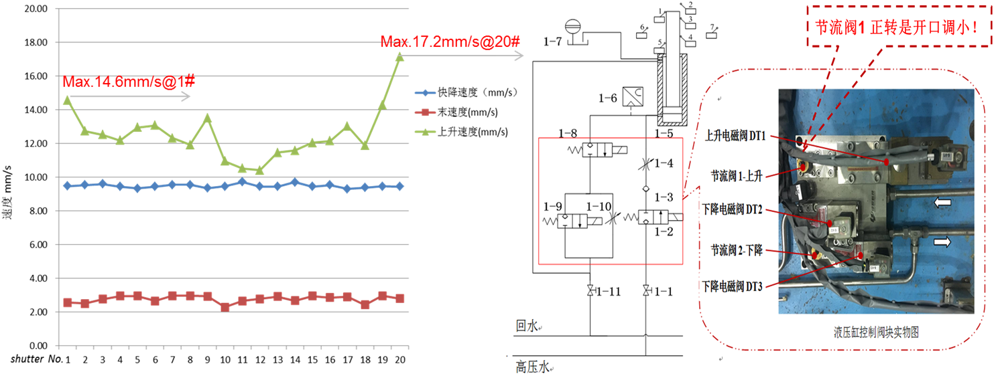 20.00
18.00
16.00
14.00
12.00
10.00
8.00
6.00
4.00
2.00
0.00
速度 mm/s
shutter No. 1 2 3 4 5 6 7 8 9 10 11 12 13 14 15 16 17 18 19 20
Max.14.6mm/s@1#
Max.17.2mm/s@20#
快降速度（mm/s）
末速度(mm/s)
上升速度(mm/s)
1
2
3
4
5
6
7
1-7
1-6
1-5
1-8
1-4
1-3
1-9
1-10
1-2
1-11
1-1
回水
高压水
节流阀1 正转是开口调小！
上升电磁阀 DT1
节流阀 1-上升
下降电磁阀 DT2
节流阀 2-下降
下降电磁阀 DT3
液压缸控制阀块实物图